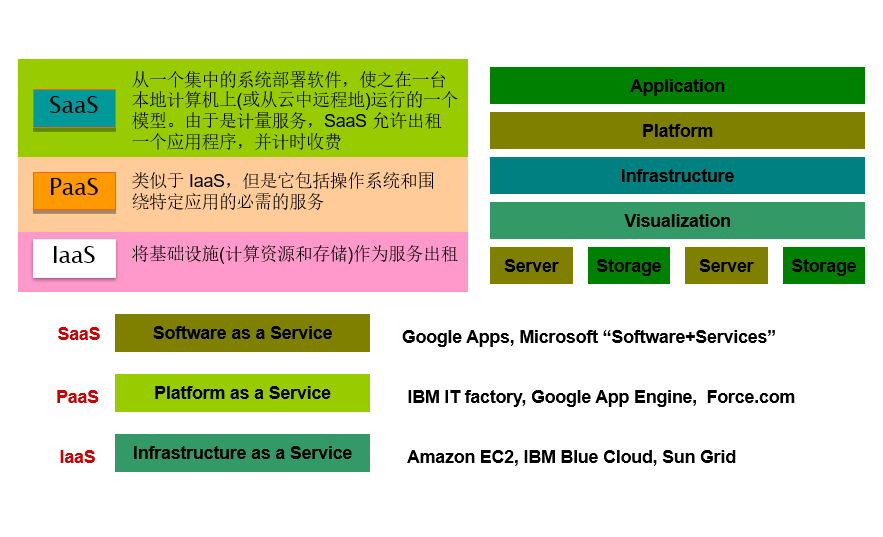 SaaS
从一个集中的系统部署软件，使之在一台
本地计算机上(或从云中远程地)运行的一个
模型。由于是计量服务，SaaS 允许出租
一个应用程序，并计时收费
PaaS
类似于 IaaS，但是它包括操作系统和围
绕特定应用的必需的服务
IaaS
将基础设施(计算资源和存储)作为服务出租
Application
Platform
Infrastructure
Visualization
Server Storage Server Storage
SaaS Software as a Service Google Apps, Microsoft “Software+Services”
PaaS Platform as a Service IBM IT factory, Google App Engine, Force.com
IaaS Infrastructure as a Service Amazon EC2, IBM Blue Cloud, Sun Grid